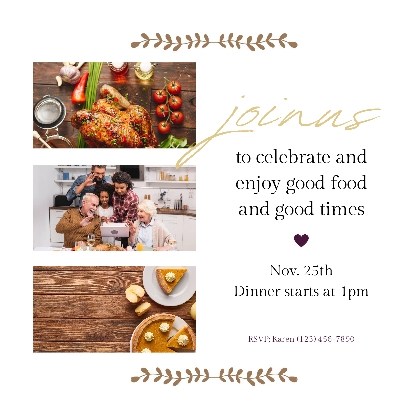 join us
to celebrate and
enjoy good food
and good times
Nov. 25th
Dinner starts at 1pm
RSVP: Karen (123) 456-7890